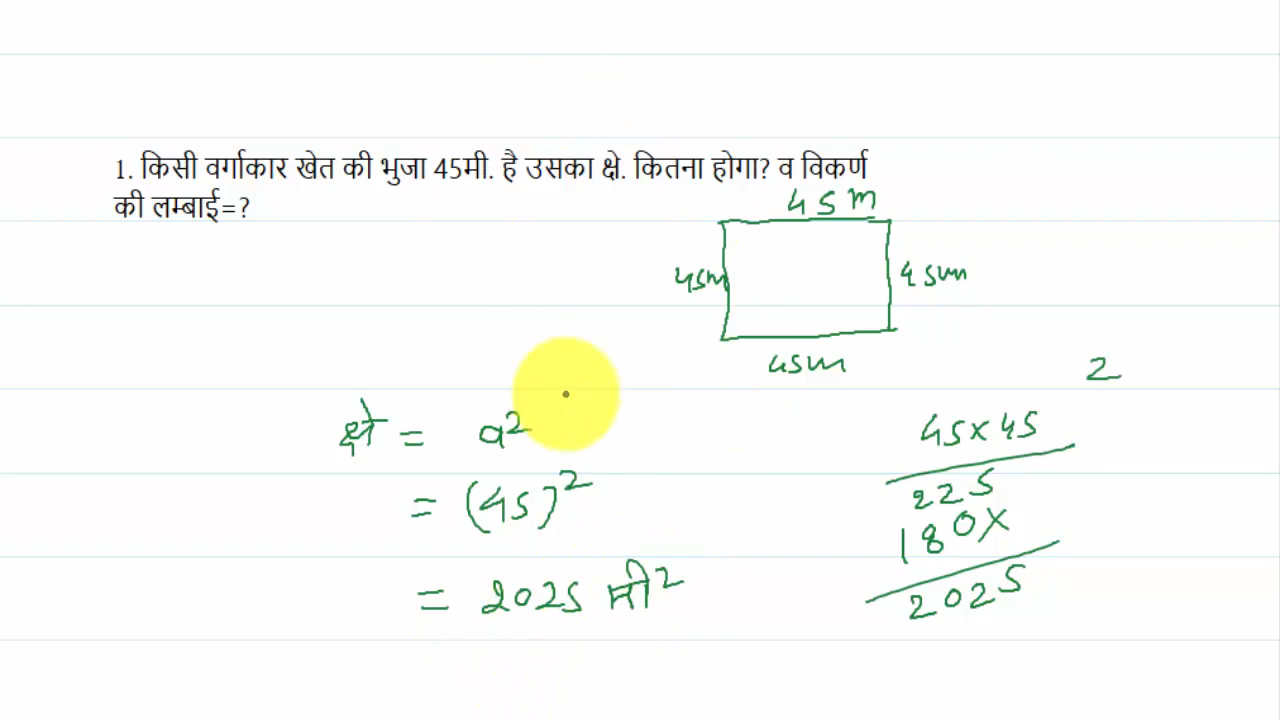 1. किसी वर्गाकार खेत की भुजा 45मी. है उसका क्षे. कितना होगा? व विकर्ण
की लम्बाई=?
45m
45m
45m
45m
2
क्षे = a²
45×45
= (45)²
225
180×
= 2025 मी²
2025